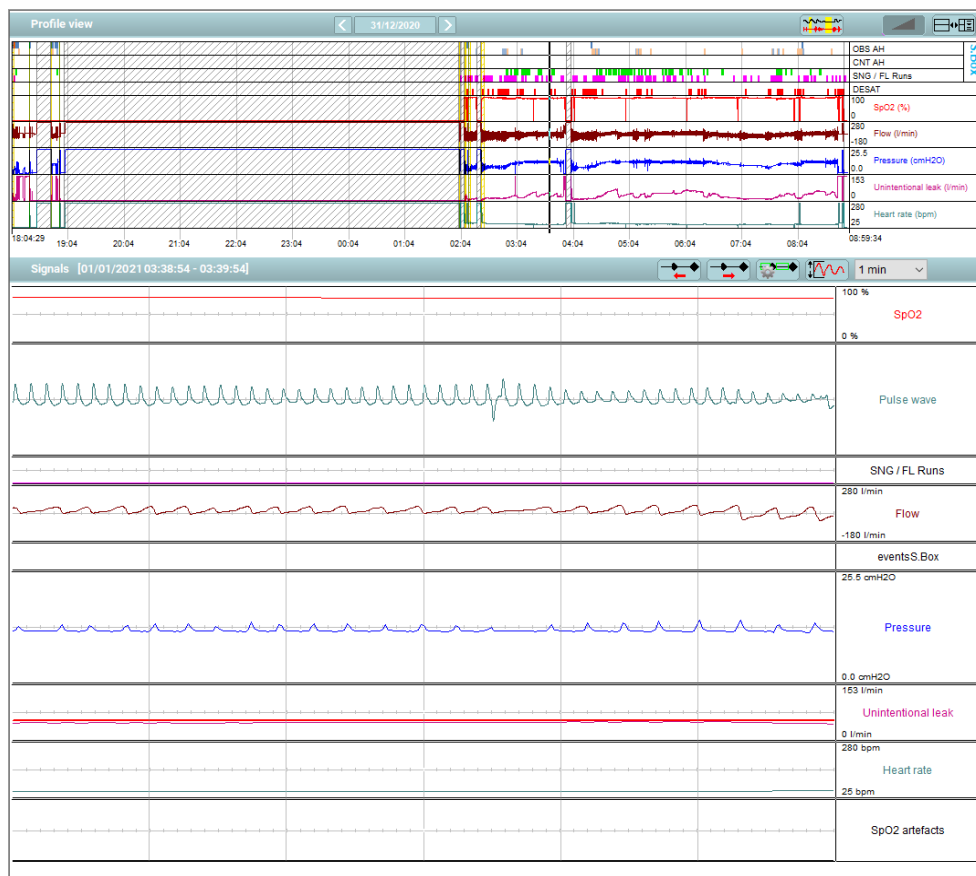 Profile view
31/12/2020
OBS AH
CNT AH
SNG / FL Runs
DESAT
100
SpO2 (%)
0
280
Flow (l/min)
-180
25.5
Pressure (cmH2O)
0.0
153
Unintentional leak (l/min)
280
Heart rate (bpm)
25
S.Box
18:04:29 19:04 20:04 21:04 22:04 23:04 00:04 01:04 02:04 03:04 04:04 05:04 06:04 07:04 08:04 08:59:34
Signals [01/01/2021 03:38:54 - 03:39:54]
1 min
100 %
SpO2
0 %
Pulse wave
SNG / FL Runs
280 l/min
Flow
-180 l/min
eventsS.Box
25.5 cmH2O
Pressure
0.0 cmH2O
153 l/min
Unintentional leak
0 l/min
280 bpm
Heart rate
25 bpm
SpO2 artefacts